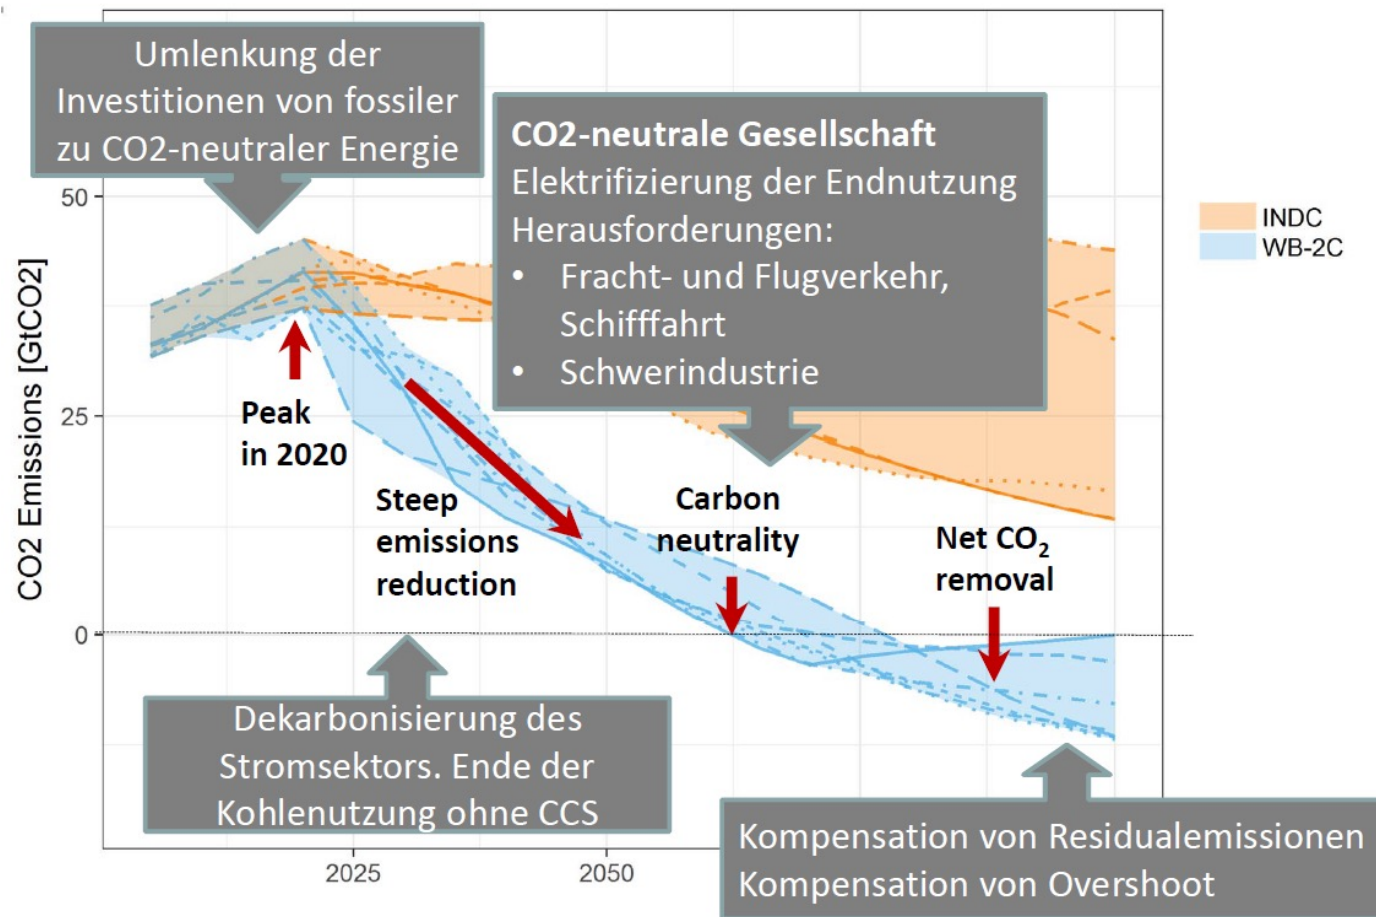 Umlenkung der
Investitionen von fossiler
zu CO2-neutraler Energie
CO2-neutrale Gesellschaft
Elektrifizierung der Endnutzung
Herausforderungen:
• Fracht- und Flugverkehr,
Schifffahrt
• Schwerindustrie
INDC
WB-2C
CO2 Emissions [GtCO2]
50
25
0
Peak
in 2020
Steep
emissions
reduction
Carbon
neutrality
Net CO₂
removal
Dekarbonisierung des
Stromsektors. Ende der
Kohlenutzung ohne CCS
Kompensation von Residualemissionen
Kompensation von Overshoot
2025
2050